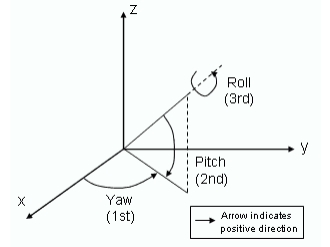 z
Roll
(3rd)
y
Pitch
(2nd)
x
Yaw
(1st)
Arrow indicates
positive direction